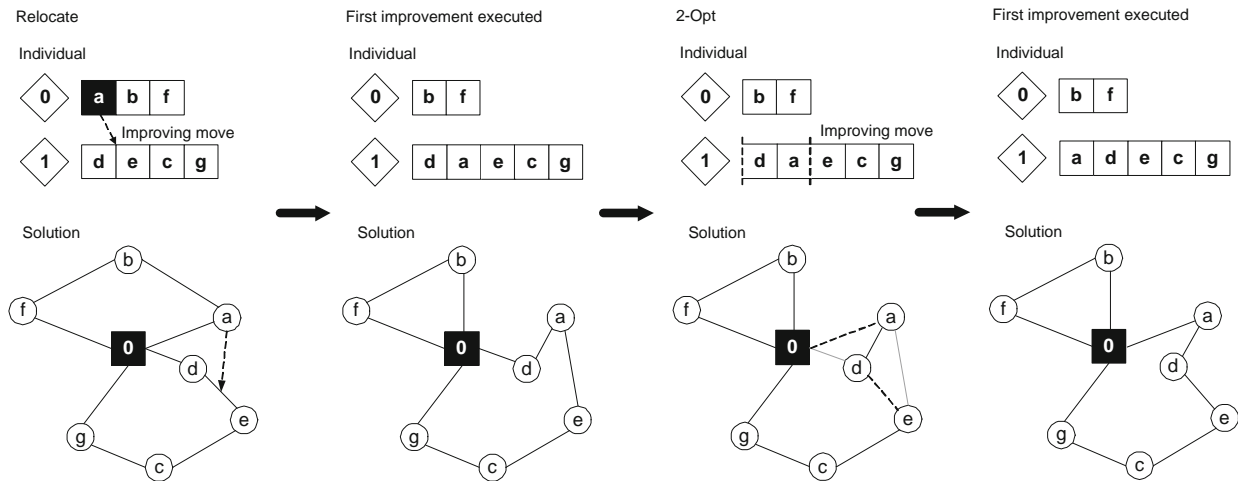 Relocate
First improvement executed
2-Opt
First improvement executed
Individual
Individual
Individual
Individual
0 a b f
0 b f
0 b f
0 b f
Improving move
Improving move
1 d e c g
1 d a e c g
1 d a e c g
1 a d e c g
Solution
Solution
Solution
Solution
b
f
a
0
d
e
g
c
b
f
a
0
d
e
g
c
b
f
a
0
d
e
g
c
b
f
a
0
d
e
g
c